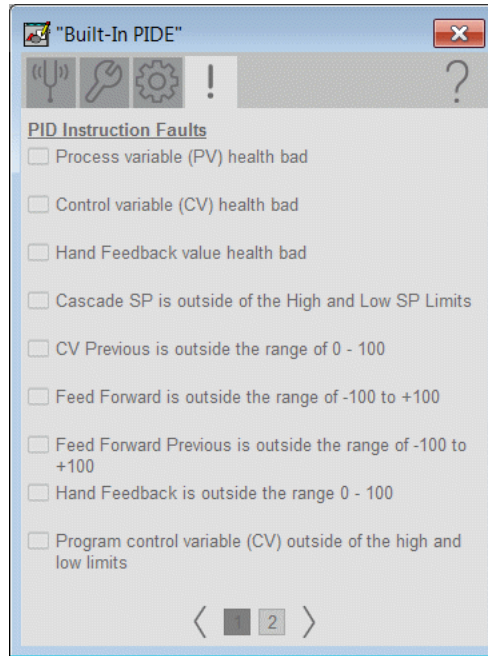 "Built-In PIDE"
PID Instruction Faults
Process variable (PV) health bad
Control variable (CV) health bad
Hand Feedback value health bad
Cascade SP is outside of the High and Low SP Limits
CV Previous is outside the range of 0 - 100
Feed Forward is outside the range of -100 to +100
Feed Forward Previous is outside the range of -100 to
+100
Hand Feedback is outside the range 0 - 100
Program control variable (CV) outside of the high and
low limits
1 2